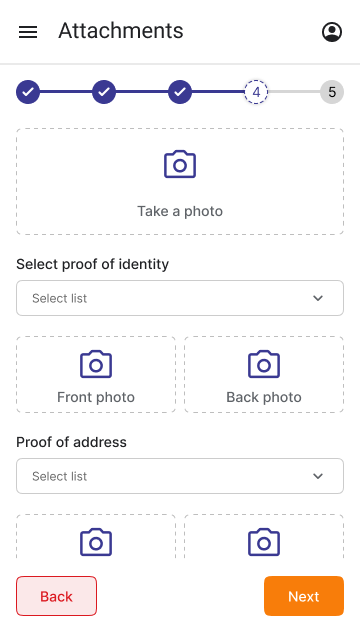 Attachments
4
5
Take a photo
Select proof of identity
Select list
Front photo
Back photo
Proof of address
Select list
Back
Next